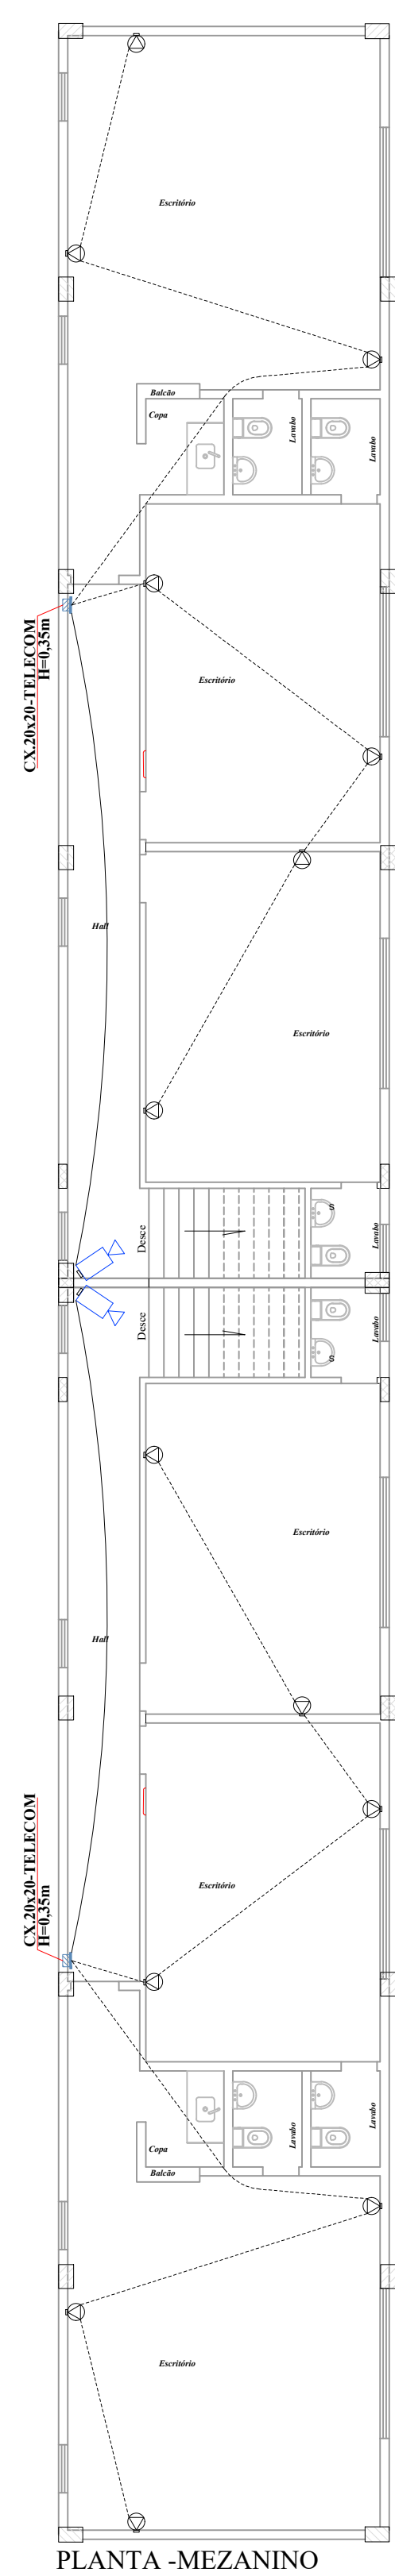 Escritório
Balcão
Copa
Lavabo
Lavabo
CX.20x20-TELECOM
H=0,35m
Escritório
Hall
Escritório
Desce
S
Lavabo
Desce
S
Lavabo
Escritório
Hall
CX.20x20-TELECOM
H=0,35m
Escritório
Lavabo
Lavabo
Copa
Balcão
Escritório
PLANTA -MEZANINO